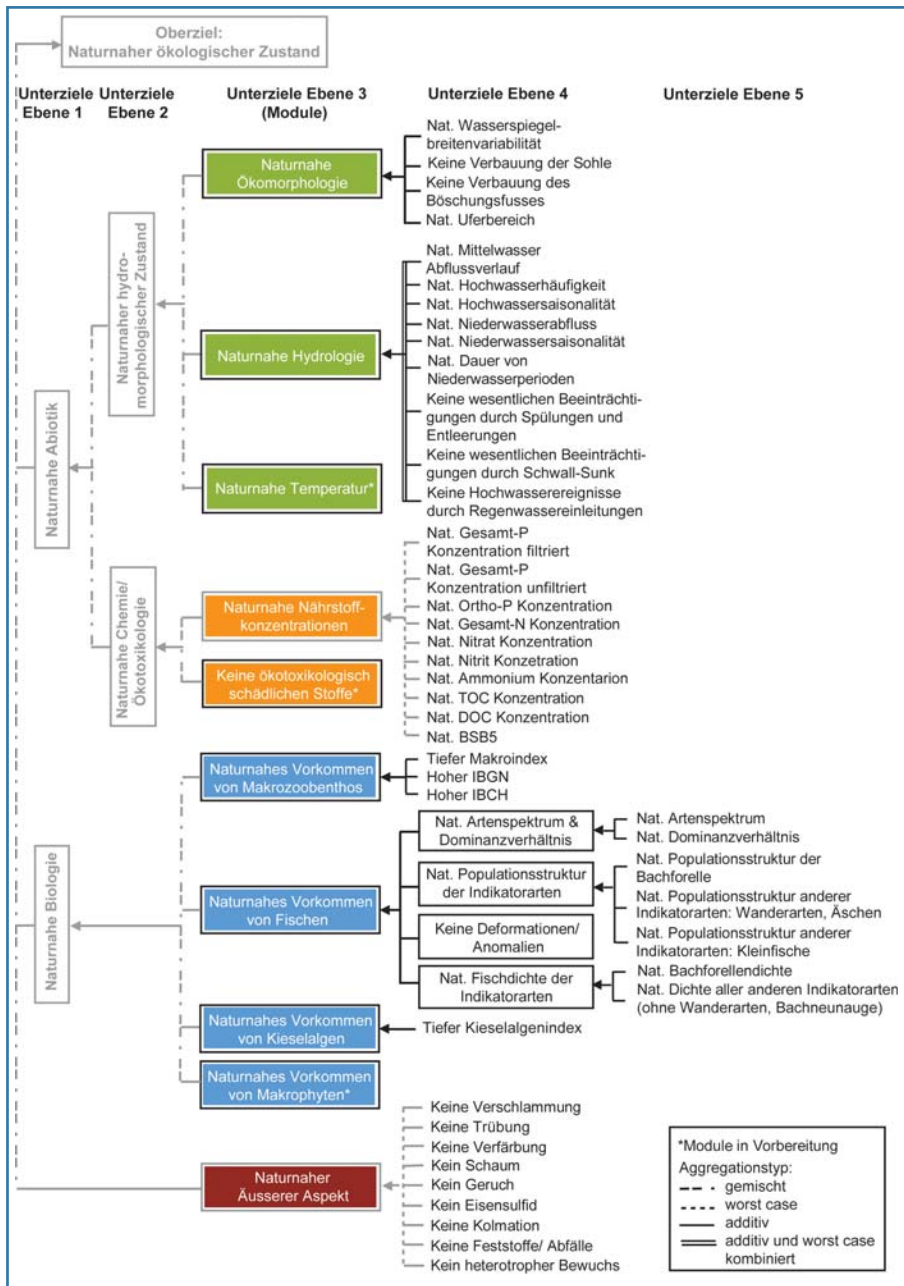 Oberziel:
Naturnaher ökologischer Zustand
Unterziele
Ebene 1
Unterziele
Ebene 2
Unterziele Ebene 3
(Module)
Unterziele Ebene 4
Unterziele Ebene 5
Naturnahe Abiotik
Naturnaher hydro-
morphologischer Zustand
Naturnahe
Ökomorphologie
Nat. Wasserspiegel-
breitenvariabilität
Keine Verbauung der Sohle
Keine Verbauung des
Böschungsfusses
Nat. Uferbereich
Naturnahe Hydrologie
Naturnahe Temperatur*
Nat. Mittelwasser
Abflussverlauf
Nat. Hochwasserhäufigkeit
Nat. Hochwassersaisonalität
Nat. Niederwasserabfluss
Nat. Niederwassersaisonalität
Nat. Dauer von
Niederwasserperioden
Keine wesentlichen Beeinträchti-
gungen durch Spülungen und
Entleerungen
Keine wesentlichen Beeinträchti-
gungen durch Schwall-Sunk
Keine Hochwasserereignisse
durch Regenwassereinleitungen
Naturnahe Chemie/
Ökotoxikologie
Naturnahe Nährstoff-
konzentrationen
Keine ökotoxikologisch
schädlichen Stoffe*
Nat. Gesamt-P
Konzentration filtriert
Nat. Gesamt-P
Konzentration unfiltriert
Nat. Ortho-P Konzentration
Nat. Gesamt-N Konzentration
Nat. Nitrat Konzentration
Nat. Nitrit Konzetration
Nat. Ammonium Konzentarion
Nat. TOC Konzentration
Nat. DOC Konzentration
Nat. BSB5
Naturnahe Biologie
Naturnahes Vorkommen
von Makrozoobenthos
Tiefer Makroindex
Hoher IBGN
Hoher IBCH
Naturnahes Vorkommen
von Fischen
Nat. Artenspektrum &
Dominanzverhältnis
Nat. Artenspektrum
Nat. Dominanzverhältnis
Nat. Populationsstruktur
der Indikatorarten
Nat. Populationsstruktur der
Bachforelle
Nat. Populationsstruktur anderer
Indikatorarten: Wanderarten, Äschen
Nat. Populationsstruktur anderer
Indikatorarten: Kleinfische
Keine Deformationen/
Anomalien
Nat. Fischdichte der
Indikatorarten
Nat. Bachforellendichte
Nat. Dichte aller anderen Indikatorarten
(ohne Wanderarten, Bachneunauge)
Naturnahes Vorkommen
von Kieselalgen
Tiefer Kieselalgenindex
Naturnahes Vorkommen
von Makrophyten*
Naturnaher
Äusserer Aspekt
Keine Verschlammung
Keine Trübung
Keine Verfärbung
Kein Schaum
Kein Geruch
Kein Eisensulfid
Keine Kolmation
Keine Feststoffe/ Abfälle
Kein heterotropher Bewuchs
*Module in Vorbereitung
Aggregationstyp:
gemischt
worst case
additiv
additiv und worst case
kombiniert